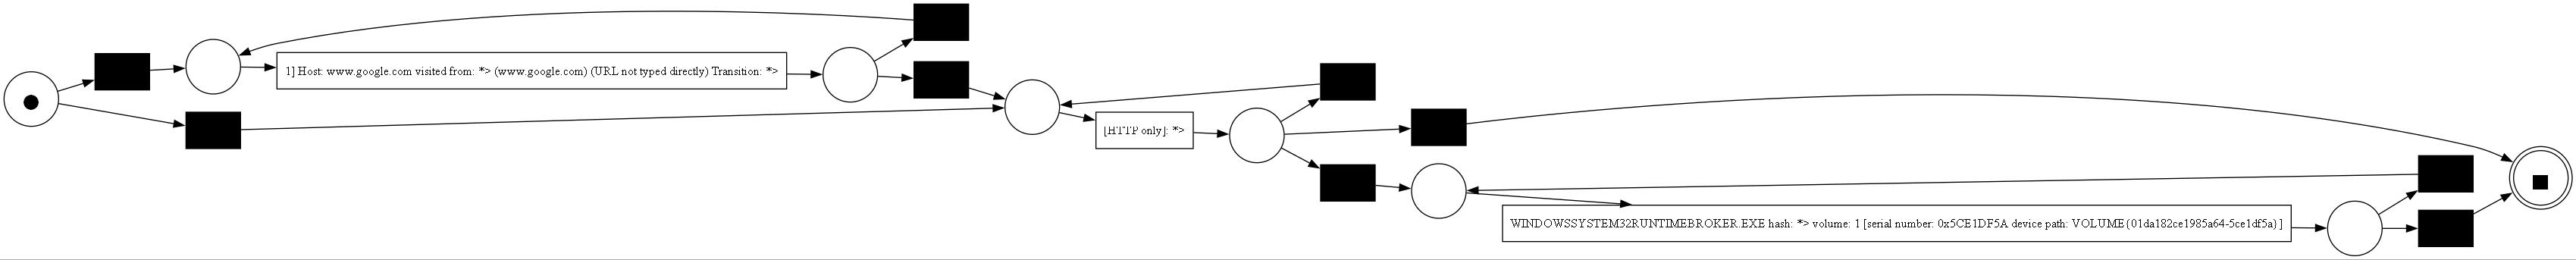 1] Host: www.google.com visited from: *> (www.google.com) (URL not typed directly) Transition: *>
[HTTP only]: *>
WINDOWSSYSTEM32RUNTIMEBROKER.EXE hash: *> volume: 1 [serial number: 0x5CE1DF5A device path: VOLUME{01da182ce1985a64-5ce1df5a}]